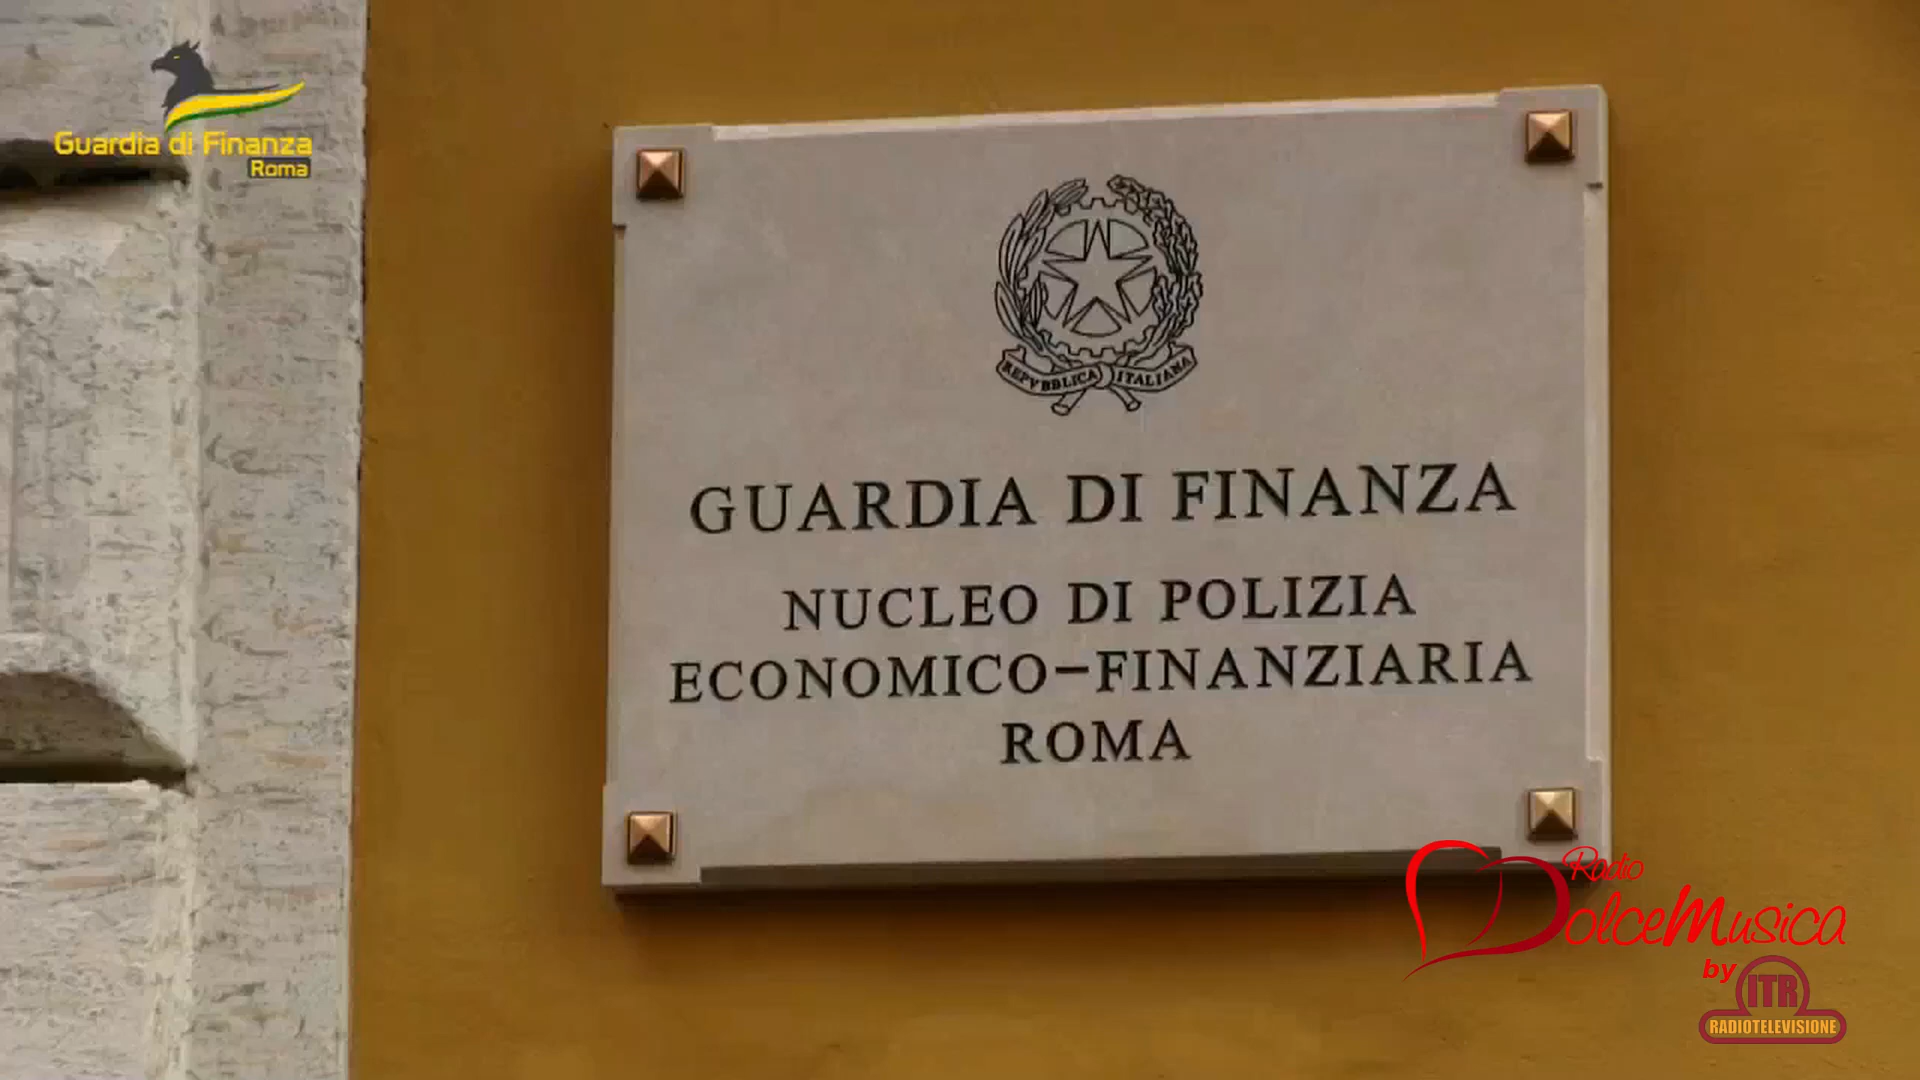 Guardia di Finanza
Roma
REPVBBLICA ITALIANA
GUARDIA DI FINANZA
NUCLEO DI POLIZIA
ECONOMICO-FINANZIARIA
ROMA
Radio
DolceMusica
by
ITR
RADIOTELEVISIONE